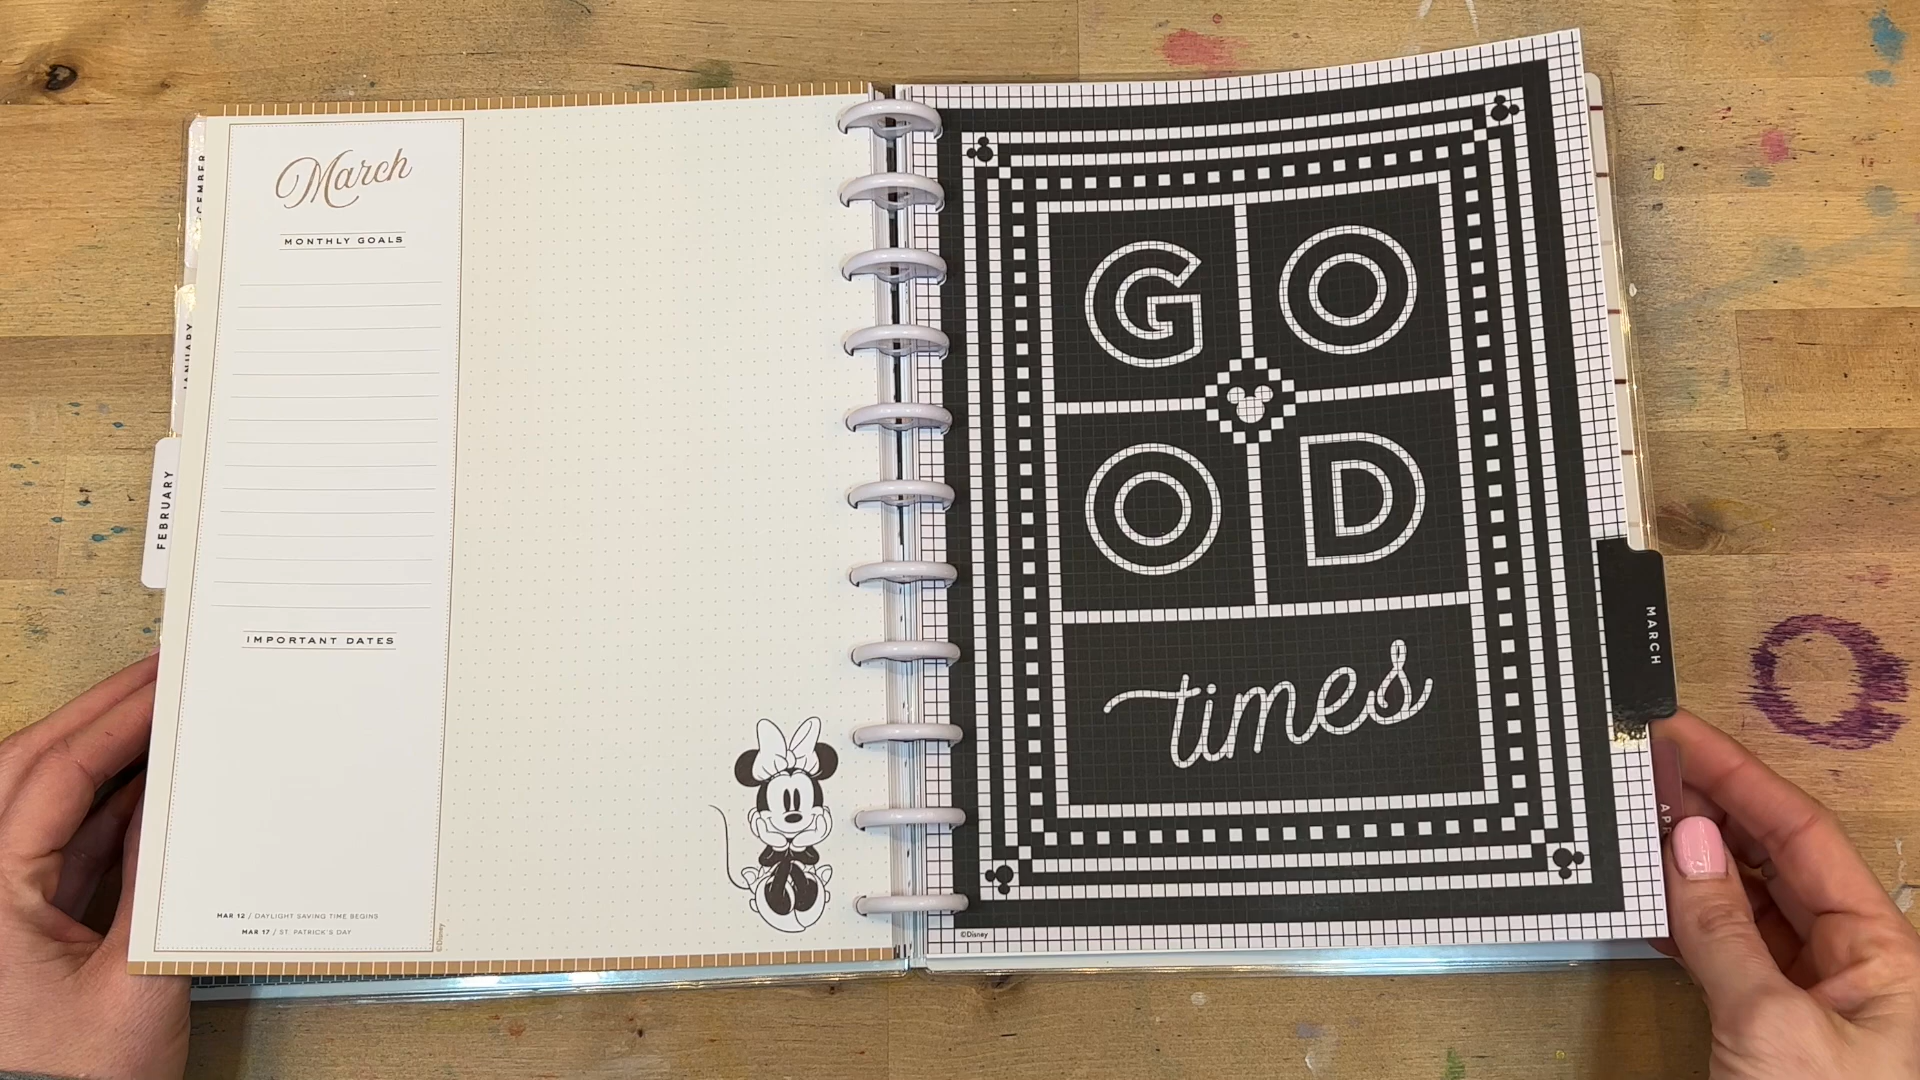 March
MONTHLY GOALS
IMPORTANT DATES
MAR 12 / DAYLIGHT SAVING TIME BEGINS
MAR 17 / ST. PATRICK'S DAY
©Disney
FEBRUARY
JANUARY
GO
OD
times
©Disney
MARCH
APR